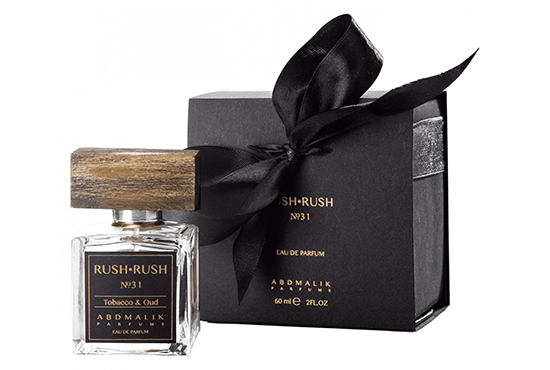 RUSH•RUSH
№31
Tobacco & Oud
ABDMALIK
PARFUMS
EAU DE PARFUM
USH•RUSH
№31
EAU DE PARFUM
ABDMALIK
PARFUMS
60 ml ℮ 2FL.OZ